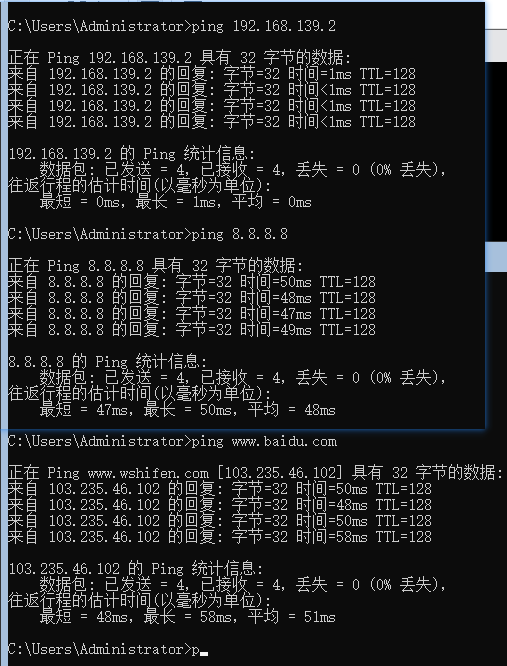 C:\Users\Administrator>ping 192.168.139.2
正在 Ping 192.168.139.2 具有 32 字节的数据:
来自 192.168.139.2 的回复: 字节=32 时间=1ms TTL=128
来自 192.168.139.2 的回复: 字节=32 时间<1ms TTL=128
来自 192.168.139.2 的回复: 字节=32 时间<1ms TTL=128
来自 192.168.139.2 的回复: 字节=32 时间<1ms TTL=128
192.168.139.2 的 Ping 统计信息:
数据包: 已发送 = 4, 已接收 = 4, 丢失 = 0 (0% 丢失),
往返行程的估计时间(以毫秒为单位):
最短 = 0ms, 最长 = 1ms, 平均 = 0ms
C:\Users\Administrator>ping 8.8.8.8
正在 Ping 8.8.8.8 具有 32 字节的数据:
来自 8.8.8.8 的回复: 字节=32 时间=50ms TTL=128
来自 8.8.8.8 的回复: 字节=32 时间=48ms TTL=128
来自 8.8.8.8 的回复: 字节=32 时间=47ms TTL=128
来自 8.8.8.8 的回复: 字节=32 时间=49ms TTL=128
8.8.8.8 的 Ping 统计信息:
数据包: 已发送 = 4, 已接收 = 4, 丢失 = 0 (0% 丢失),
往返行程的估计时间(以毫秒为单位):
最短 = 47ms, 最长 = 50ms, 平均 = 48ms
C:\Users\Administrator>ping www.baidu.com
正在 Ping www.wshifen.com [103.235.46.102] 具有 32 字节的数据:
来自 103.235.46.102 的回复: 字节=32 时间=50ms TTL=128
来自 103.235.46.102 的回复: 字节=32 时间=48ms TTL=128
来自 103.235.46.102 的回复: 字节=32 时间=50ms TTL=128
来自 103.235.46.102 的回复: 字节=32 时间=58ms TTL=128
103.235.46.102 的 Ping 统计信息:
数据包: 已发送 = 4, 已接收 = 4, 丢失 = 0 (0% 丢失),
往返行程的估计时间(以毫秒为单位):
最短 = 48ms, 最长 = 58ms, 平均 = 51ms
C:\Users\Administrator>p